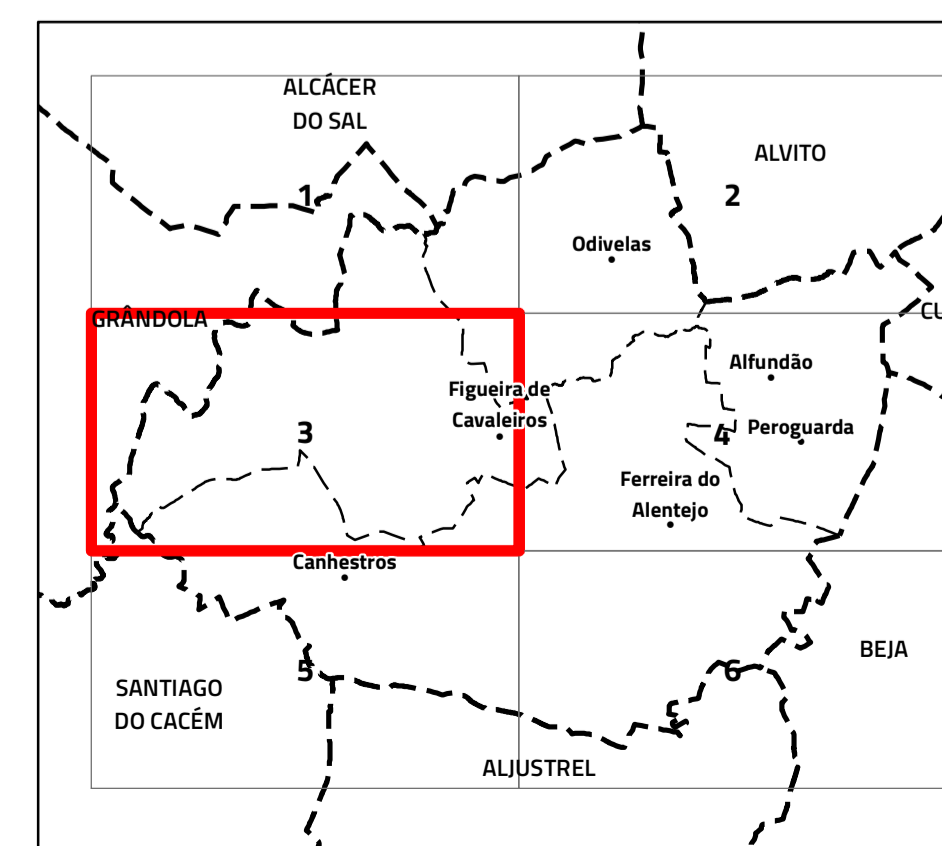 ALCÁCER
DO SAL
ALVITO
1
2
Odivelas
GRÂNDOLA
CU
Alfundão
Figueira de
Cavaleiros
3
4
Peroguarda
Ferreira do
Alentejo
Canhestros
BEJA
5
6
SANTIAGO
DO CACÉM
ALJUSTREL